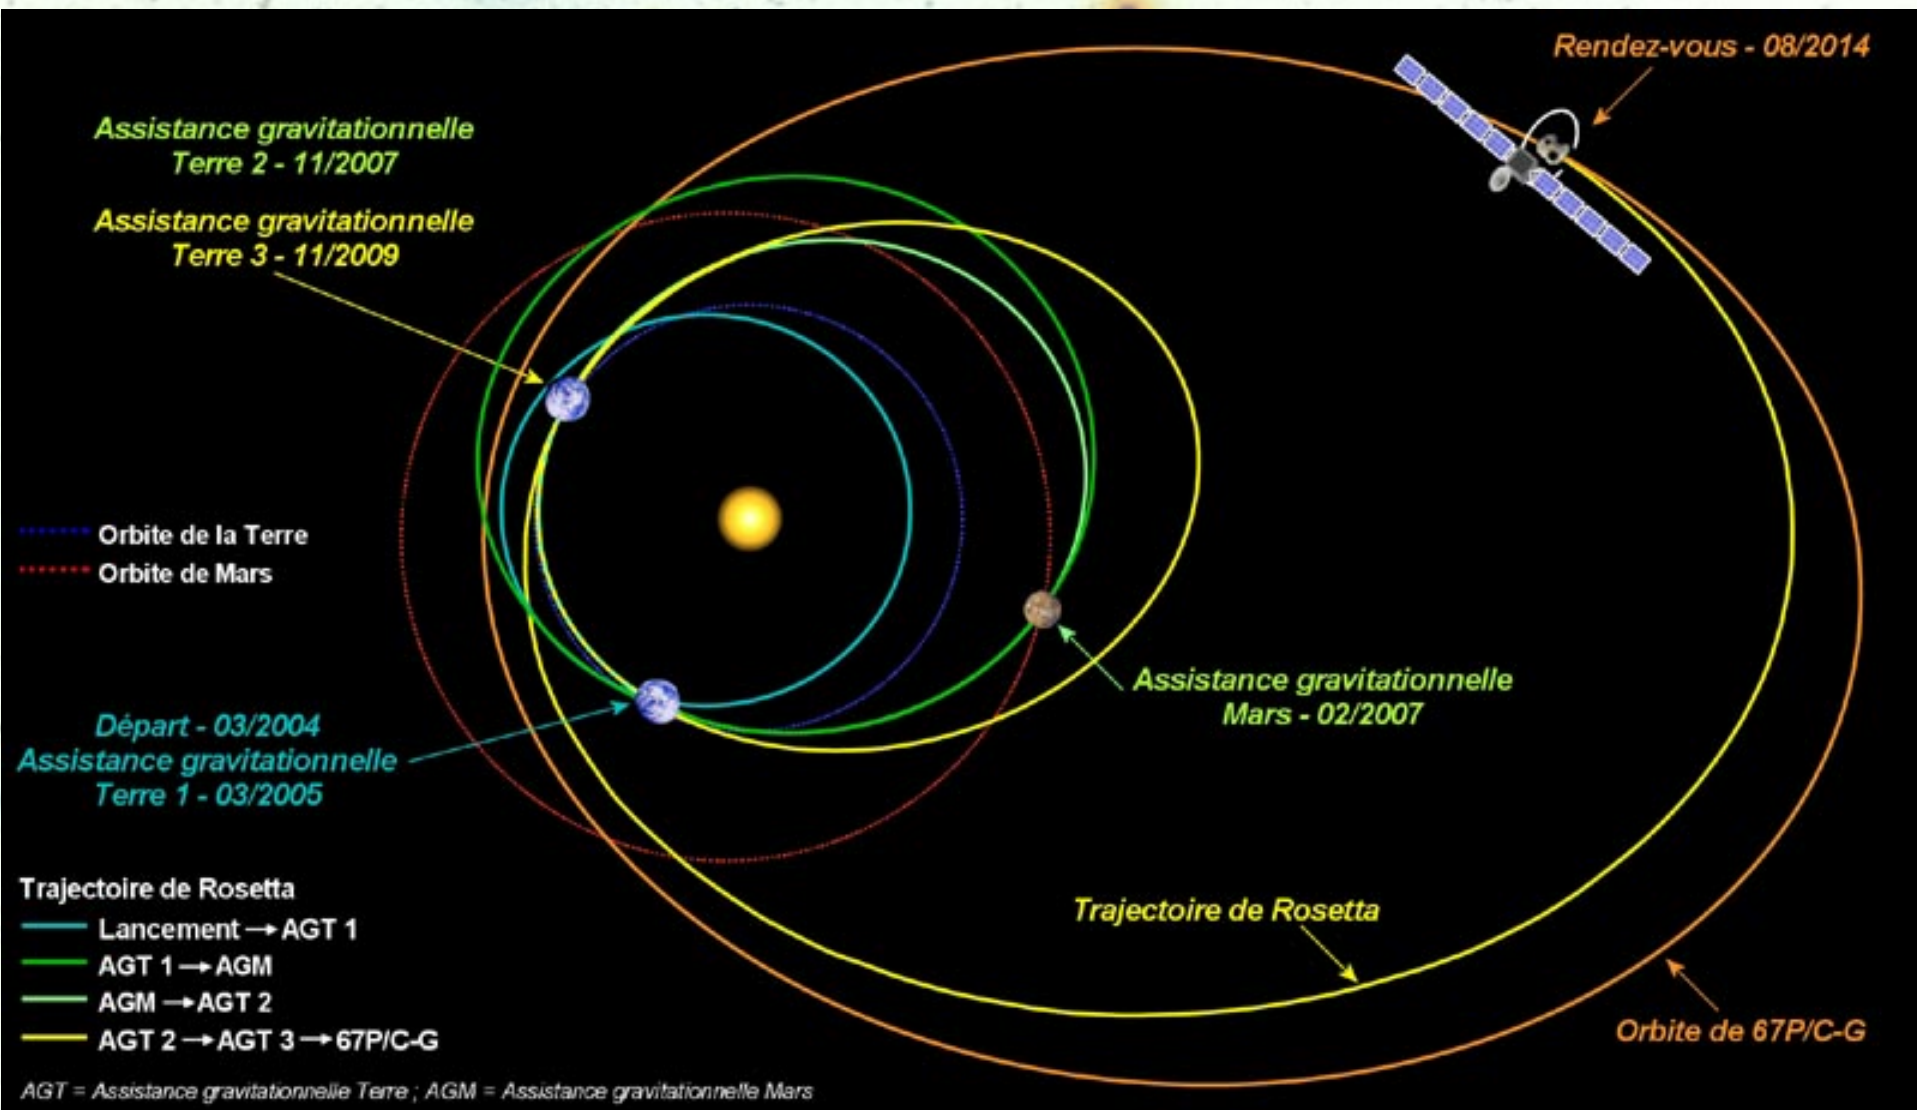 Rendez-vous - 08/2014
Assistance gravitationnelle
Terre 2 - 11/2007
Assistance gravitationnelle
Terre 3 - 11/2009
Orbite de la Terre
Orbite de Mars
Assistance gravitationnelle
Mars - 02/2007
Départ - 03/2004
Assistance gravitationnelle
Terre 1 - 03/2005
Trajectoire de Rosetta
Lancement → AGT 1
AGT 1 → AGM
AGM → AGT 2
AGT 2 → AGT 3 → 67P/C-G
Trajectoire de Rosetta
Orbite de 67P/C-G
AGT = Assistance gravitationnelle Terre ; AGM = Assistance gravitationnelle Mars